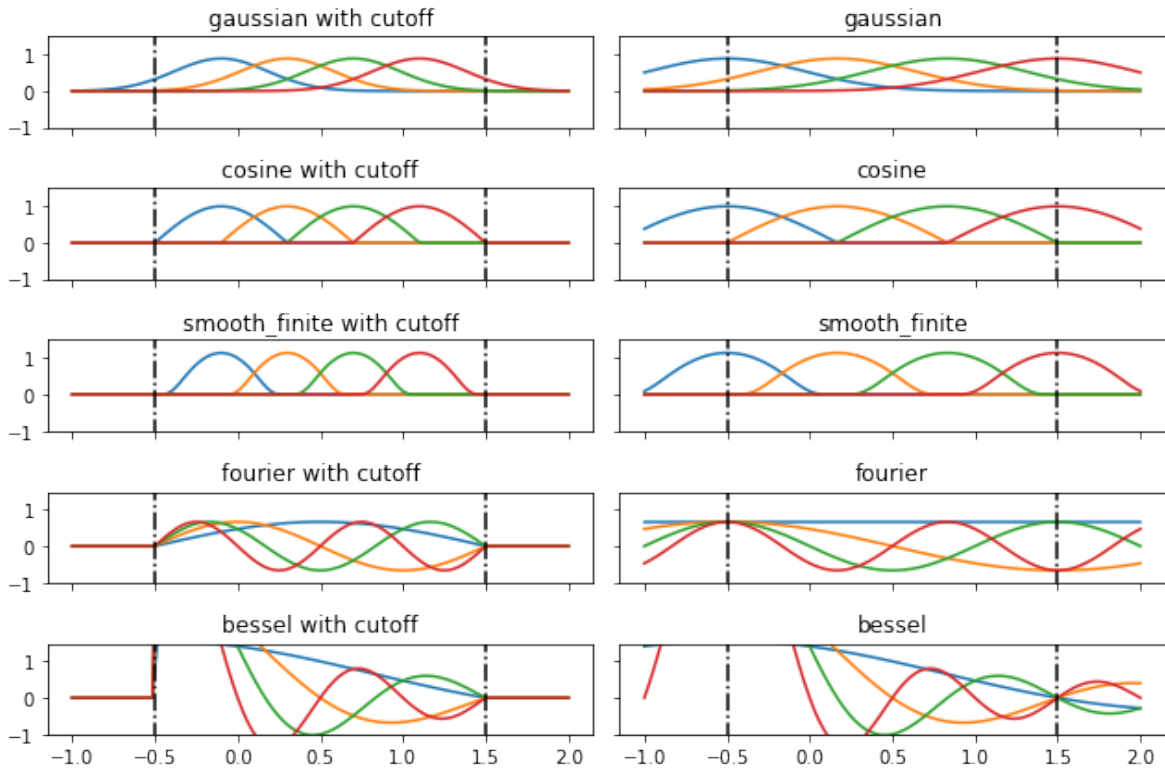 gaussian with cutoff
gaussian
1
0
−1
cosine with cutoff
cosine
1
0
−1
smooth_finite with cutoff
smooth_finite
1
0
−1
fourier with cutoff
fourier
1
0
−1
bessel with cutoff
bessel
1
0
−1
−1.0 −0.5 0.0 0.5 1.0 1.5 2.0
−1.0 −0.5 0.0 0.5 1.0 1.5 2.0